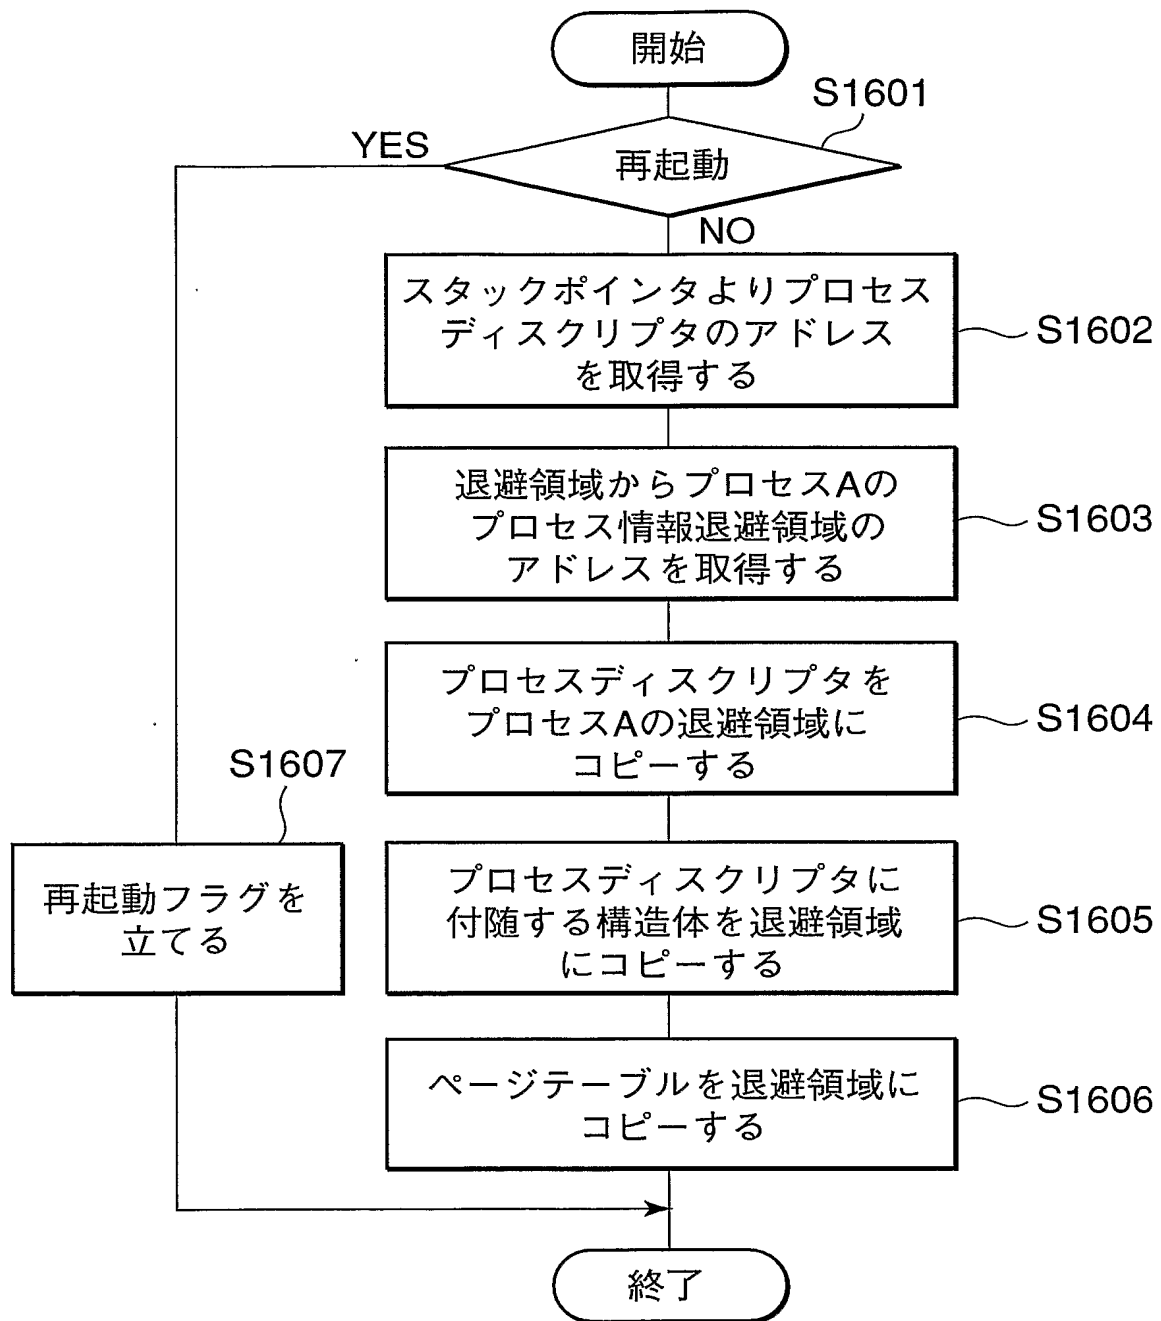 開始
S1601
YES
再起動
NO
スタックポインタよりプロセス
ディスクリプタのアドレス
を取得する
S1602
退避領域からプロセスAの
プロセス情報退避領域の
アドレスを取得する
S1603
プロセスディスクリプタを
プロセスAの退避領域に
コピーする
S1604
S1607
再起動フラグを
立てる
プロセスディスクリプタに
付随する構造体を退避領域
にコピーする
S1605
ページテーブルを退避領域に
コピーする
S1606
終了